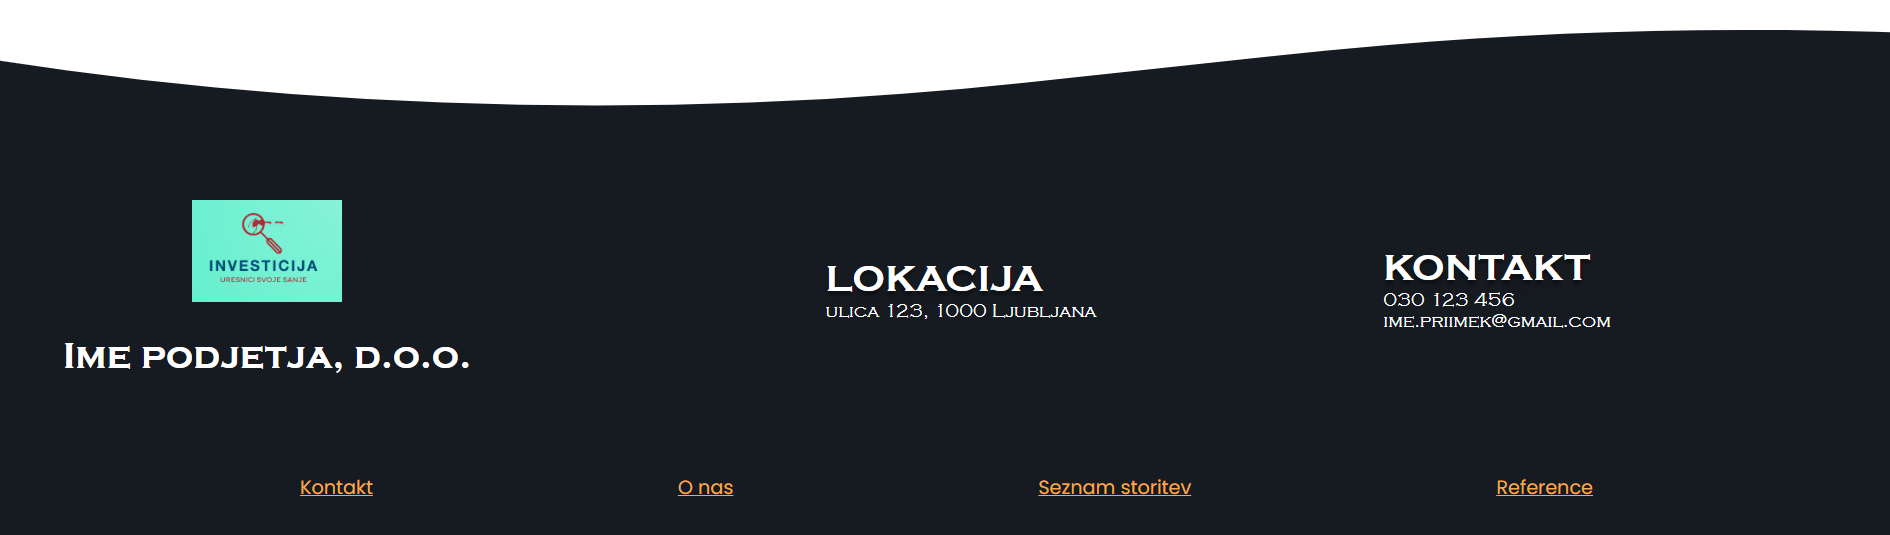 INVESTICIJA
URESNICI SVOJE SANJE
Ime podjetja, d.o.o.
LOKACIJA
ulica 123, 1000 Ljubljana
KONTAKT
030 123 456
ime.priimek@gmail.com
Kontakt
O nas
Seznam storitev
Reference